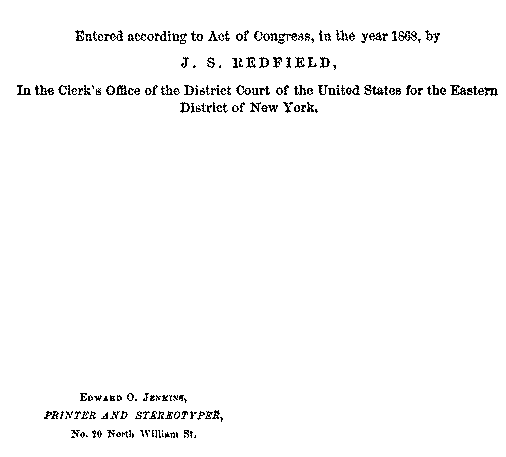 Entered according to Act of Congress, in the year 1868, by
J. S. REDFIELD,
In the Clerk's Office of the District Court of the United States for the Eastern
District of New York.
EDWARD O. JENKINS,
PRINTER AND STEREOTYPER,
No. 20 North William St.